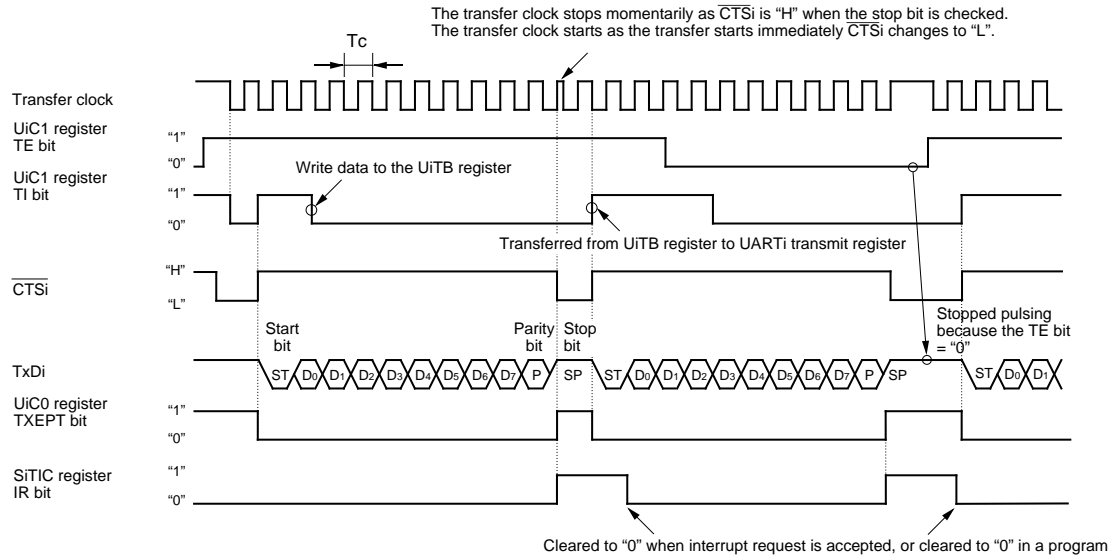 The transfer clock stops momentarily as CTSi is “H” when the stop bit is checked.
The transfer clock starts as the transfer starts immediately CTSi changes to “L”.
Tc
Transfer clock
UiC1 register
TE bit
“1”
“0”
Write data to the UiTB register
UiC1 register
TI bit
“1”
“0”
Transferred from UiTB register to UARTi transmit register
CTSi
“H”
“L”
Start
bit
Parity
bit
Stop
bit
Stopped pulsing
because the TE bit
= “0”
TxDi
ST D0 D1 D2 D3 D4 D5 D6 D7 P SP ST D0 D1 D2 D3 D4 D5 D6 D7 P SP ST D0 D1
UiC0 register
TXEPT bit
“1”
“0”
SiTIC register
IR bit
“1”
“0”
Cleared to “0” when interrupt request is accepted, or cleared to “0” in a program